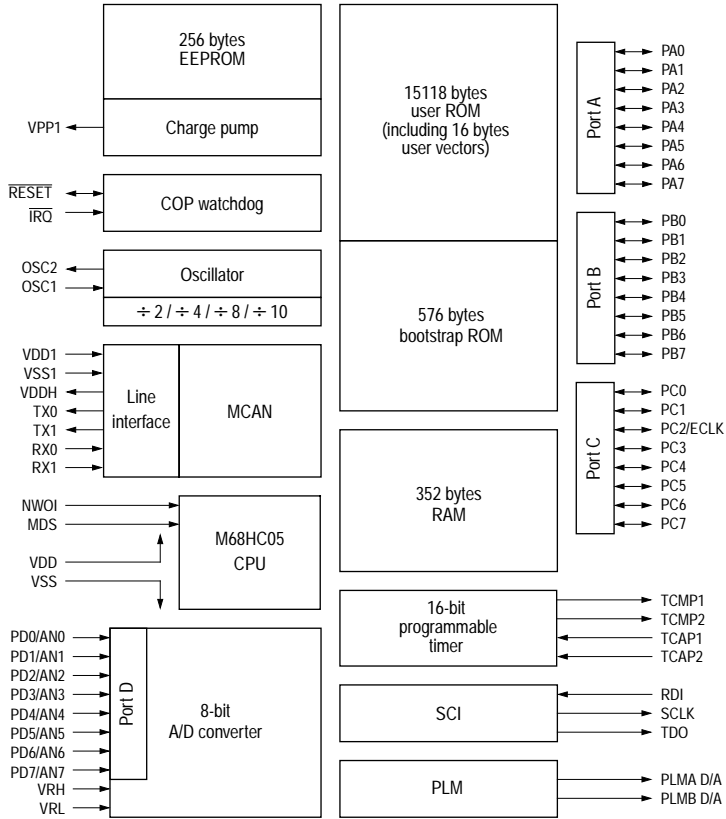 256 bytes
EEPROM
Charge pump
VPP1
COP watchdog
RESET
IRQ
Oscillator
÷ 2 / ÷ 4 / ÷ 8 / ÷ 10
OSC2
OSC1
VDD1
VSS1
VDDH
TX0
TX1
RX0
RX1
Line
interface
MCAN
NWOI
MDS
VDD
VSS
M68HC05
CPU
PD0/AN0
PD1/AN1
PD2/AN2
PD3/AN3
PD4/AN4
PD5/AN5
PD6/AN6
PD7/AN7
VRH
VRL
Port D
8-bit
A/D converter
15118 bytes
user ROM
(including 16 bytes
user vectors)
576 bytes
bootstrap ROM
352 bytes
RAM
16-bit
programmable
timer
SCI
PLM
Port A
PA0
PA1
PA2
PA3
PA4
PA5
PA6
PA7
Port B
PB0
PB1
PB2
PB3
PB4
PB5
PB6
PB7
Port C
PC0
PC1
PC2/ECLK
PC3
PC4
PC5
PC6
PC7
TCMP1
TCMP2
TCAP1
TCAP2
RDI
SCLK
TDO
PLMA D/A
PLMB D/A